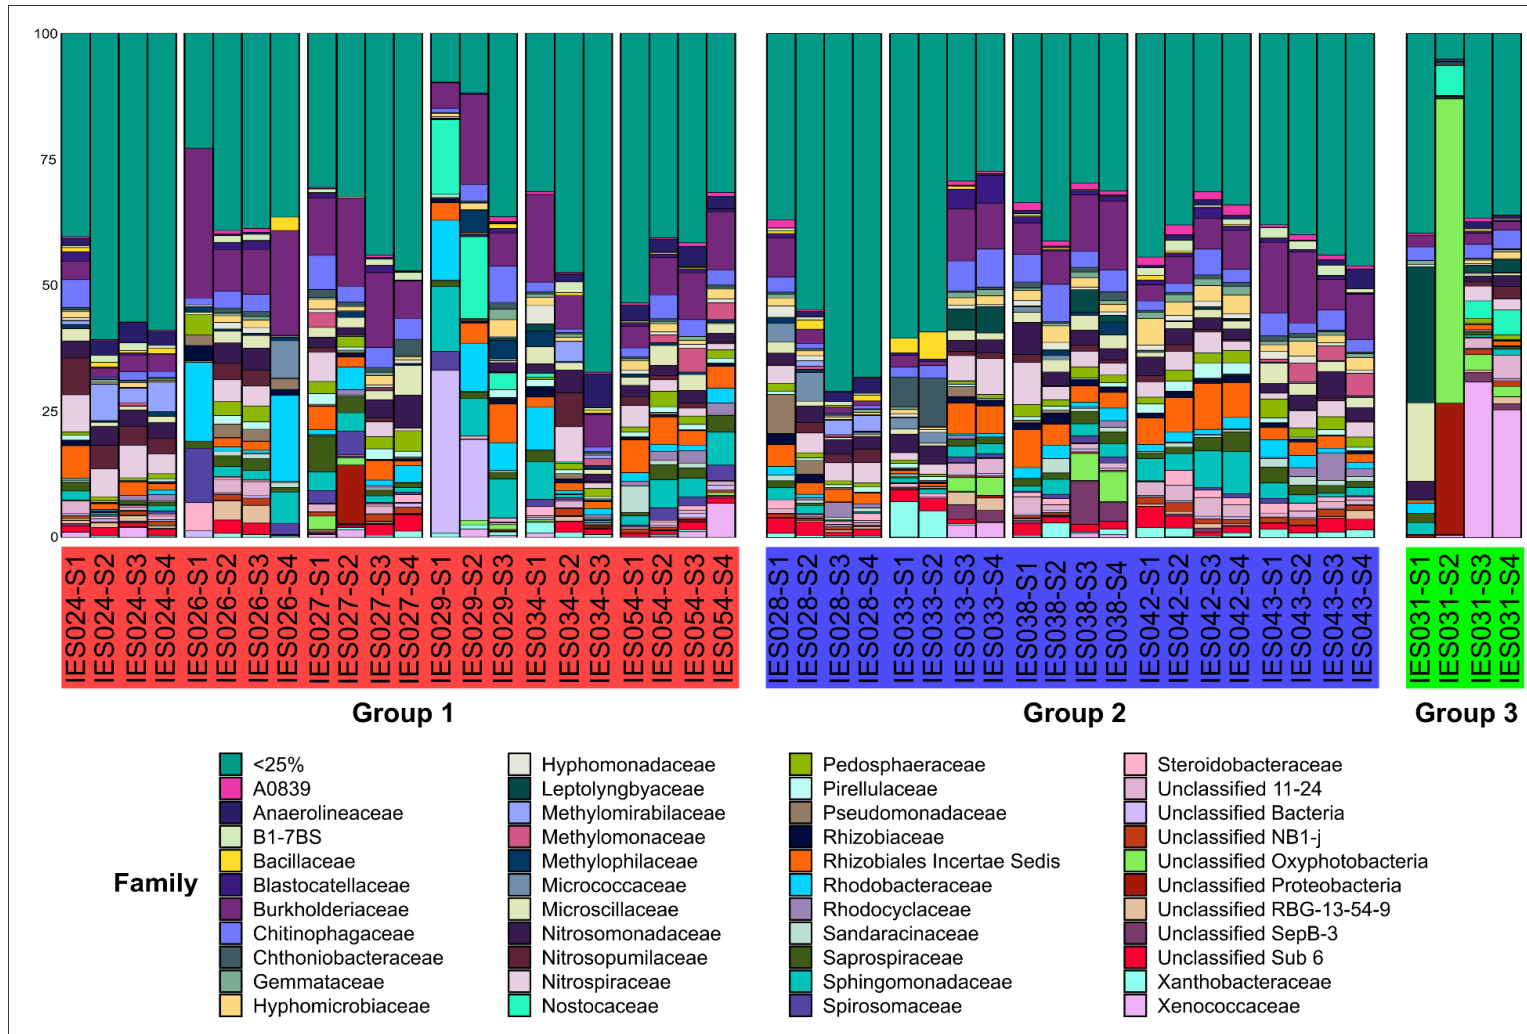 100
75
50
25
0
IES024-S1
IES024-S2
IES024-S3
IES024-S4
IES026-S1
IES026-S2
IES026-S3
IES026-S4
IES027-S1
IES027-S2
IES027-S3
IES027-S4
IES029-S1
IES029-S2
IES029-S3
IES034-S1
IES034-S2
IES034-S3
IES054-S1
IES054-S2
IES054-S3
IES054-S4
IES028-S1
IES028-S2
IES028-S3
IES028-S4
IES033-S1
IES033-S2
IES033-S3
IES033-S4
IES038-S1
IES038-S2
IES038-S3
IES038-S4
IES042-S1
IES042-S2
IES042-S3
IES042-S4
IES043-S1
IES043-S2
IES043-S3
IES043-S4
IES031-S1
IES031-S2
IES031-S3
IES031-S4
Group 1
Group 2
Group 3
Family
<25%
A0839
Anaerolineaceae
B1-7BS
Bacillaceae
Blastocatellaceae
Burkholderiaceae
Chitinophagaceae
Chthoniobacteraceae
Gemmataceae
Hyphomicrobiaceae
Hyphomonadaceae
Leptolyngbyaceae
Methylomirabilaceae
Methylomonaceae
Methylophilaceae
Micrococcaceae
Microscillaceae
Nitrosomonadaceae
Nitrosopumilaceae
Nitrospiraceae
Nostocaceae
Pedosphaeraceae
Pirellulaceae
Pseudomonadaceae
Rhizobiaceae
Rhizobiales Incertae Sedis
Rhodobacteraceae
Rhodocyclaceae
Sandaracinaceae
Saprospiraceae
Sphingomonadaceae
Spirosomaceae
Steroidobacteraceae
Unclassified 11-24
Unclassified Bacteria
Unclassified NB1-j
Unclassified Oxyphotobacteria
Unclassified Proteobacteria
Unclassified RBG-13-54-9
Unclassified SepB-3
Unclassified Sub 6
Xanthobacteraceae
Xenococcaceae